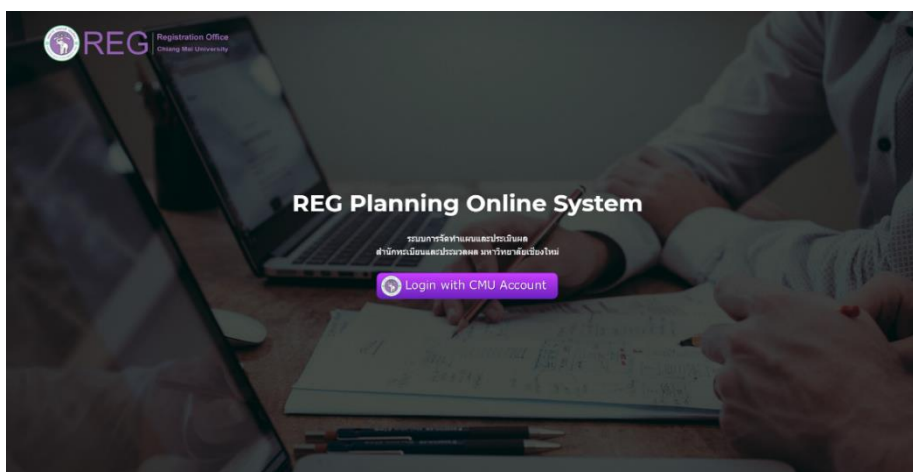 REG
Registration Office
Chiang Mai University
REG Planning Online System
ระบบการจัดทำแผนและประเมินผล
สำนักทะเบียนและประมวลผล มหาวิทยาลัยเชียงใหม่
Login with CMU Account